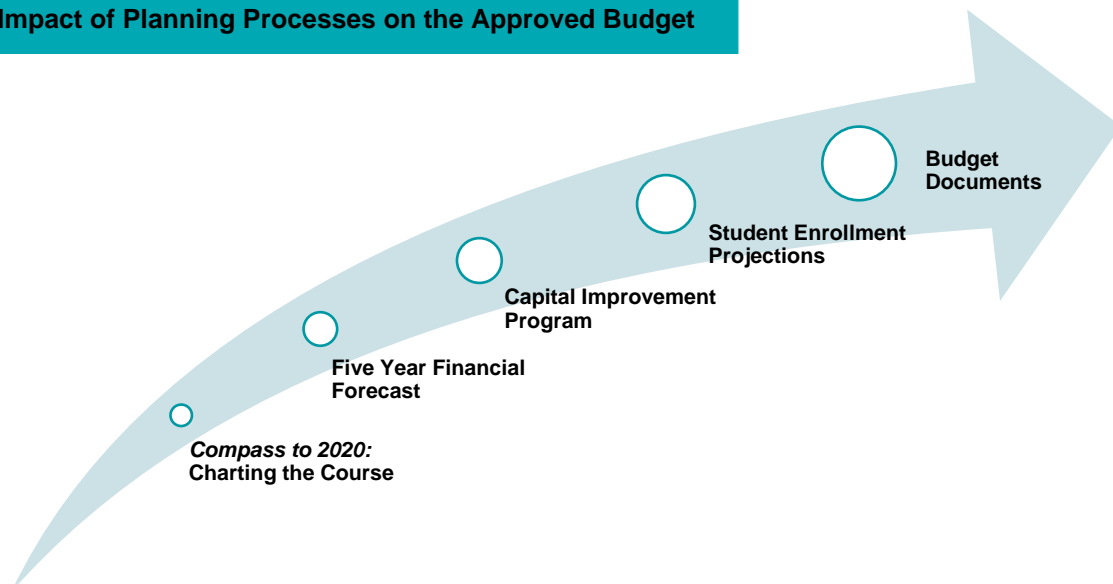 Impact of Planning Processes on the Approved Budget
Budget
Documents
Student Enrollment
Projections
Capital Improvement
Program
Five Year Financial
Forecast
Compass to 2020:
Charting the Course